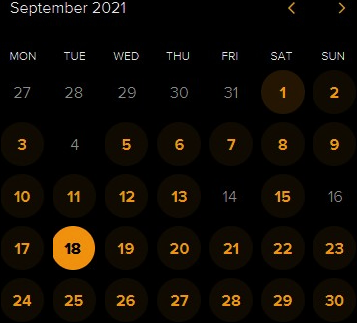 September 2021
MON TUE WED THU FRI SAT SUN
27 28 29 30 31 1 2
3 4 5 6 7 8 9
10 11 12 13 14 15 16
17 18 19 20 21 22 23
24 25 26 27 28 29 30